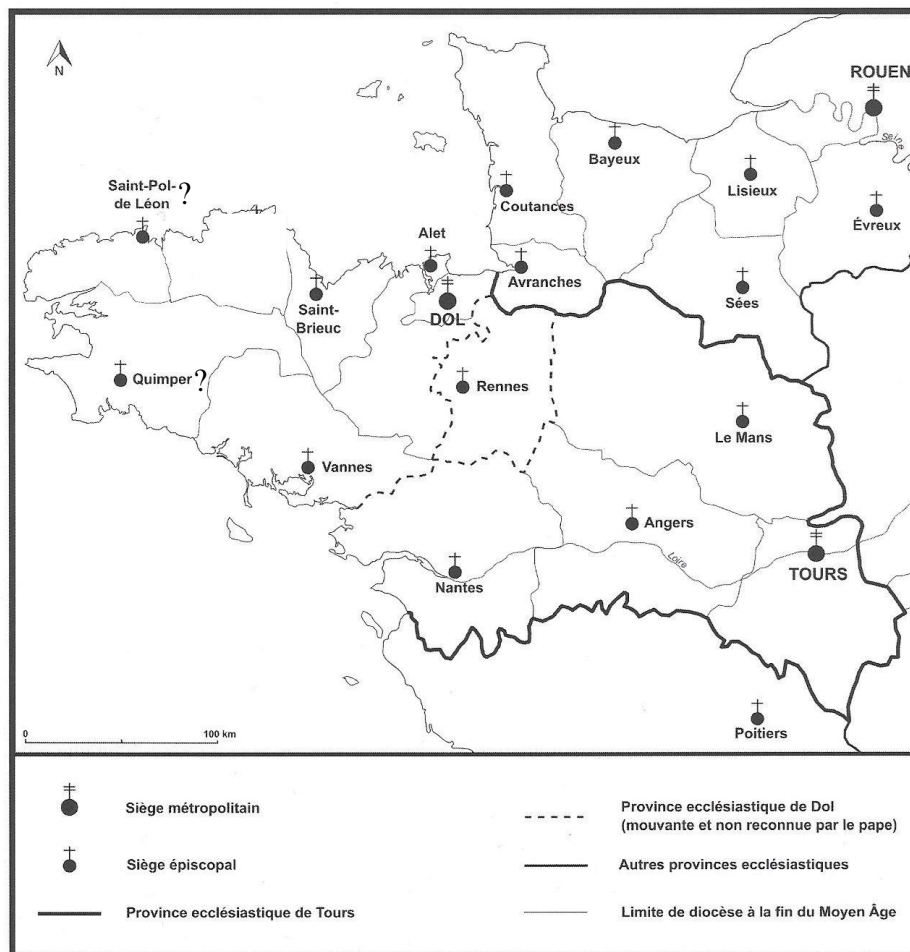 N
ROUEN
Seine
Bayeux
Lisieux
Saint-Pol-
de Léon ?
Coutances
Évreux
Alet
Avranches
Saint-
Brieuc
DOL
Sées
Quimper ?
Rennes
Le Mans
Vannes
Angers
Loire
TOURS
Nantes
Poitiers
0 100 km
Siège métropolitain
Siège épiscopal
Province ecclésiastique de Tours
Province ecclésiastique de Dol
(mouvante et non reconnue par le pape)
Autres provinces ecclésiastiques
Limite de diocèse à la fin du Moyen Âge